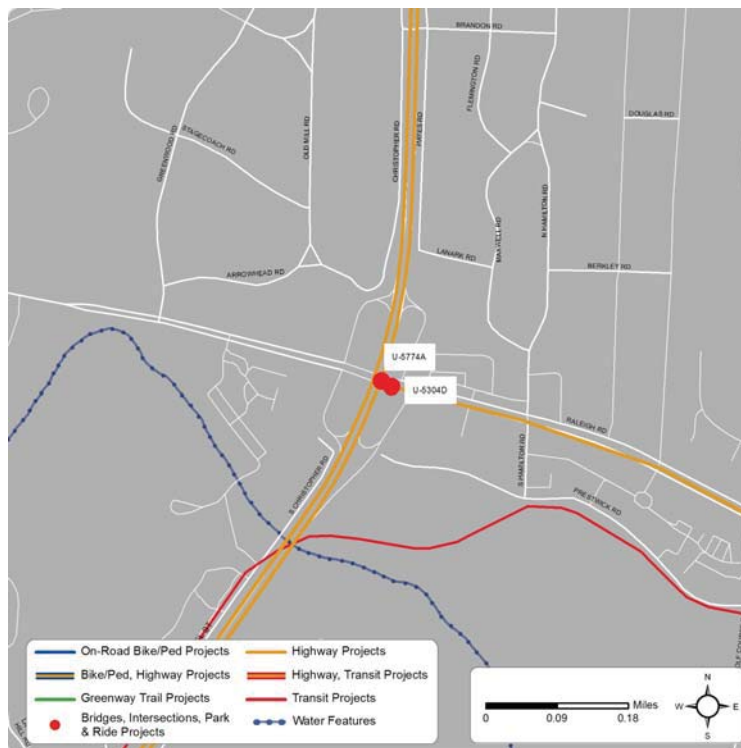 BRANDON RD
FLEMINGTON RD
DOUGLAS RD
GREENWOOD RD
STAGECOACH RD
OLD MILL RD
CHRISTOPHER RD
HAYES RD
MAXWELL RD
N HAMILTON RD
LANARK RD
BERKLEY RD
ARROWHEAD RD
U-5774A
U-5304D
RALEIGH RD
S HAMILTON RD
PRESTWICK RD
S CHRISTOPHER RD
On-Road Bike/Ped Projects
Highway Projects
Bike/Ped, Highway Projects
Highway, Transit Projects
Greenway Trail Projects
Transit Projects
Bridges, Intersections, Park
& Ride Projects
Water Features
Miles
0 0.09 0.18
N
W E
S